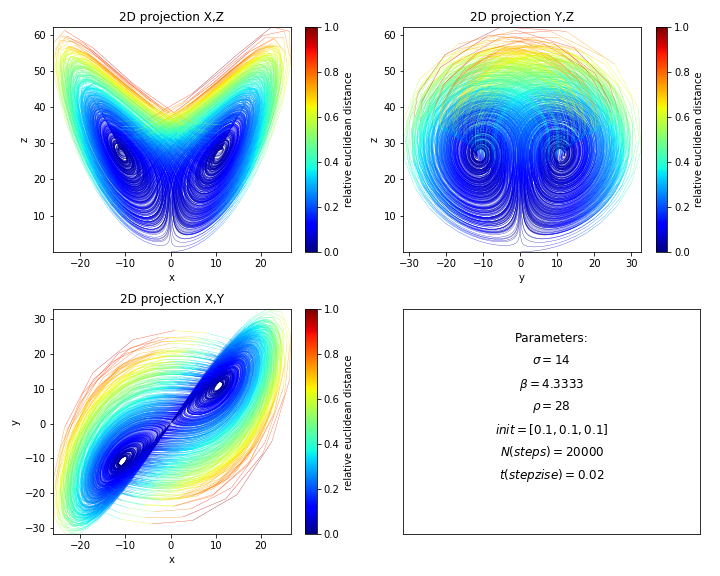 2D projection X,Z
60
50
40
30
20
10
z
−20 −10 0 10 20
x
1.0
0.8
0.6
0.4
0.2
0.0
relative euclidean distance
2D projection Y,Z
60
50
40
30
20
10
z
−30 −20 −10 0 10 20 30
y
1.0
0.8
0.6
0.4
0.2
0.0
relative euclidean distance
2D projection X,Y
30
20
10
0
−10
−20
−30
y
−20 −10 0 10 20
x
1.0
0.8
0.6
0.4
0.2
0.0
relative euclidean distance
Parameters:
σ = 14
β = 4.3333
ρ = 28
init = [0.1, 0.1, 0.1]
N(steps) = 20000
t(stepzise) = 0.02